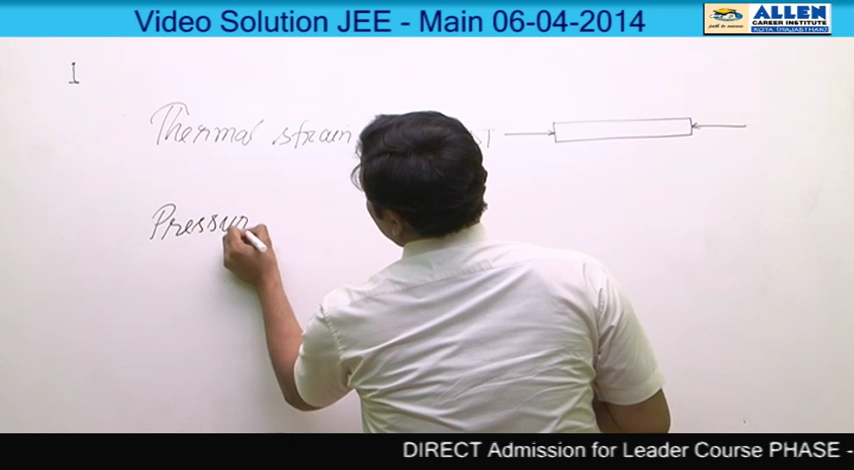 Video Solution JEE - Main 06-04-2014
ALLEN
CAREER INSTITUTE
KOTA (RAJASTHAN)
1
Thermal strain
Pressur
DIRECT Admission for Leader Course PHASE -